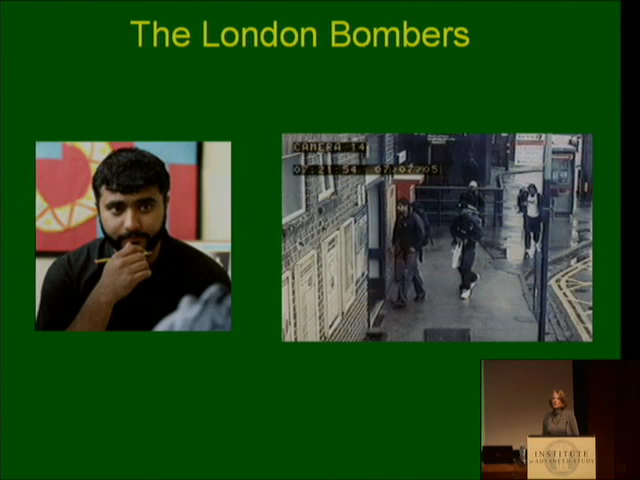 The London Bombers
CAMERA 14
07:21:54 07/07/05
INSTITUTE
for ADVANCED STUDY